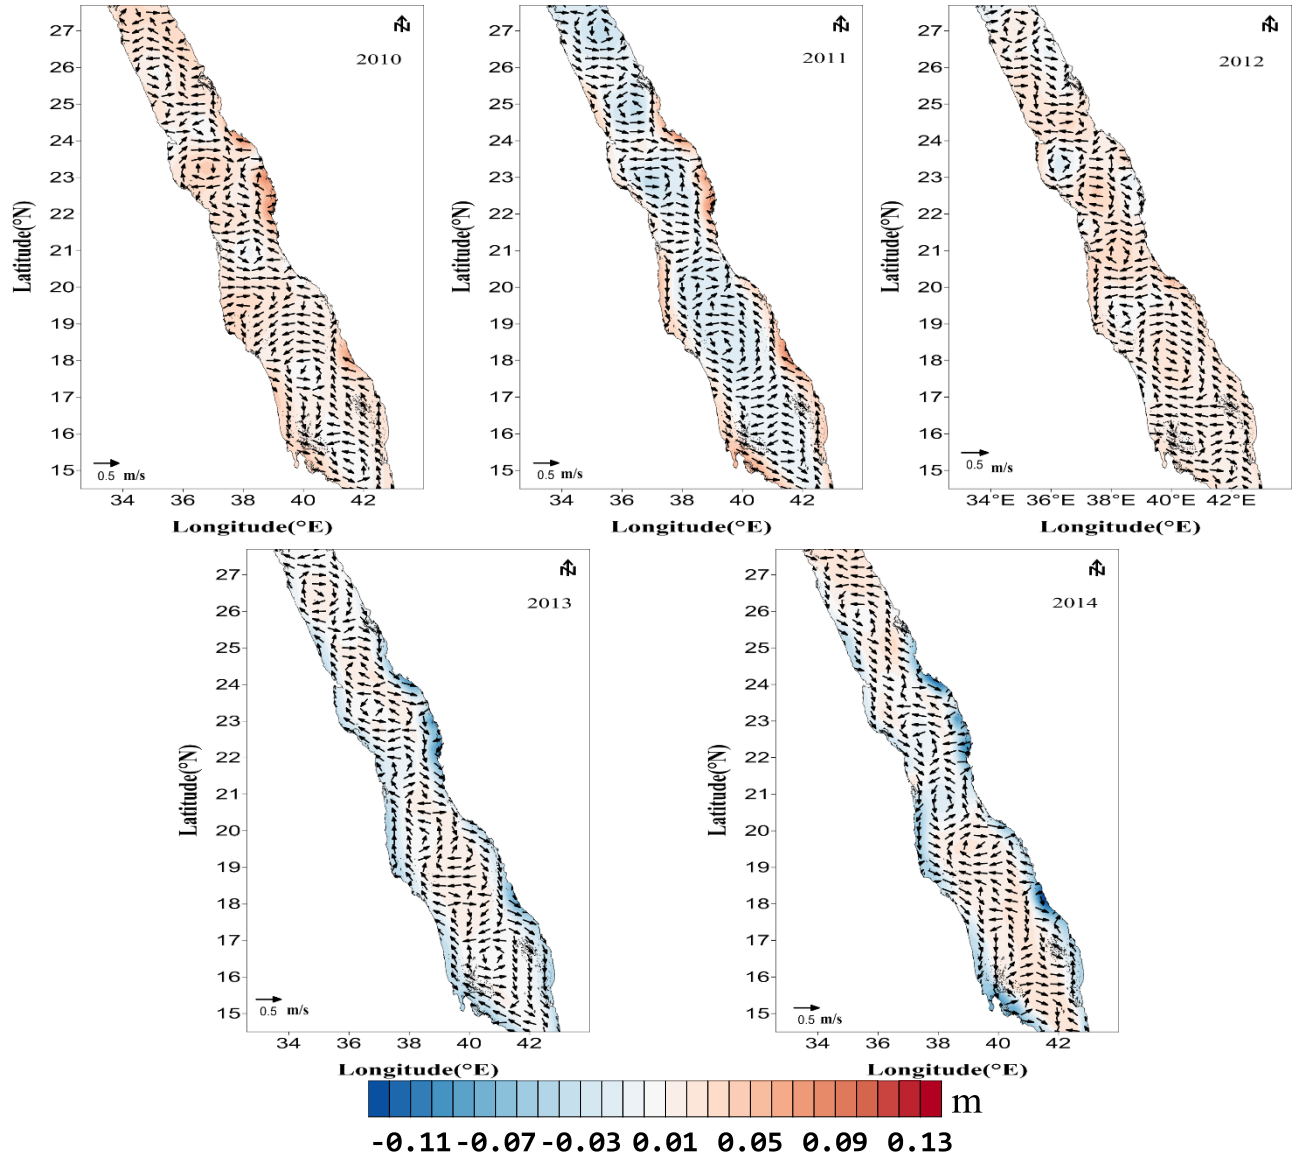 27
26
25
24
23
22
21
20
19
18
17
16
15
Latitude(°N)
N
2010
0.5 m/s
34 36 38 40 42
Longitude(°E)
27
26
25
24
23
22
21
20
19
18
17
16
15
Latitude(°N)
N
2011
0.5 m/s
34 36 38 40 42
Longitude(°E)
27
26
25
24
23
22
21
20
19
18
17
16
15
Latitude(°N)
N
2012
0.5 m/s
34°E 36°E 38°E 40°E 42°E
Longitude(°E)
27
26
25
24
23
22
21
20
19
18
17
16
15
Latitude(°N)
N
2013
0.5 m/s
34 36 38 40 42
Longitude(°E)
27
26
25
24
23
22
21
20
19
18
17
16
15
Latitude(°N)
N
2014
0.5 m/s
34 36 38 40 42
Longitude(°E)
m
-0.11 -0.07 -0.03 0.01 0.05 0.09 0.13